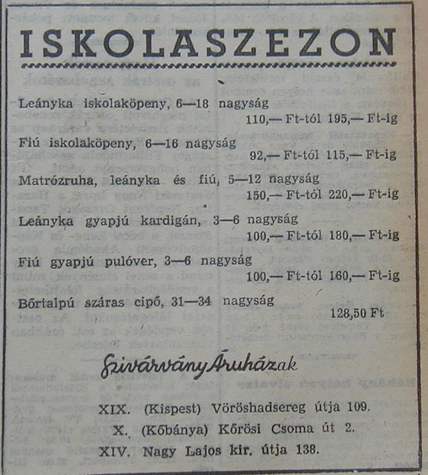 ISKOLASZEZON
Leányka iskolaköpeny, 6—18 nagyság
110,— Ft-tól 195,— Ft-ig
Fiú iskolaköpeny, 6—16 nagyság
92,— Ft-tól 115,— Ft-ig
Matrózruha, leányka és fiú, 5—12 nagyság
150,— Ft-tól 220,— Ft-ig
Leányka gyapjú kardigán, 3—6 nagyság
100,— Ft-tól 180,— Ft-ig
Fiú gyapjú pulóver, 3—6 nagyság
100,— Ft-tól 160,— Ft-ig
Bőrtalpú száras cipő, 31—34 nagyság
128,50 Ft
Szivárvány Áruházak
XIX. (Kispest) Vöröshadsereg útja 109.
X. (Kőbánya) Kőrösi Csoma út 2.
XIV. Nagy Lajos kir. útja 138.